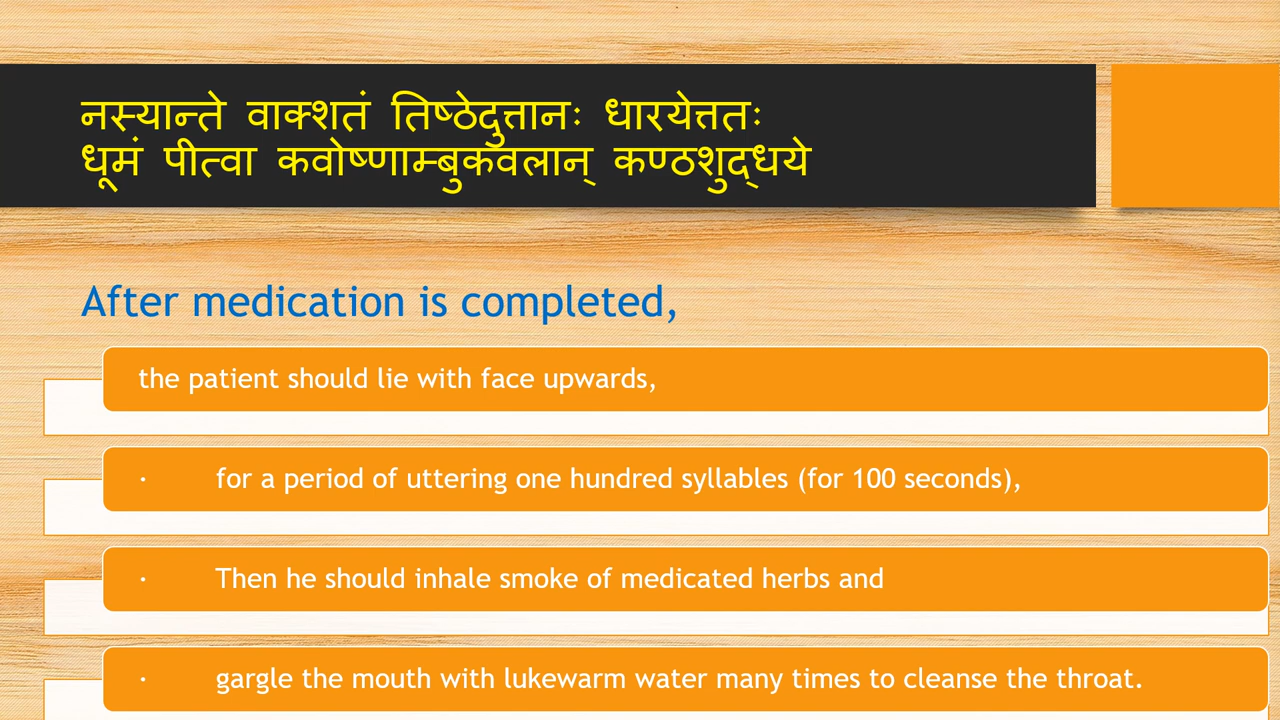 नस्यान्ते वाक्शतं तिष्ठेदुत्तानः धारयेत्ततः
धूमं पीत्वा कवोष्णाम्बुकवलान् कण्ठशुद्धये
After medication is completed,
the patient should lie with face upwards,
· for a period of uttering one hundred syllables (for 100 seconds),
· Then he should inhale smoke of medicated herbs and
· gargle the mouth with lukewarm water many times to cleanse the throat.